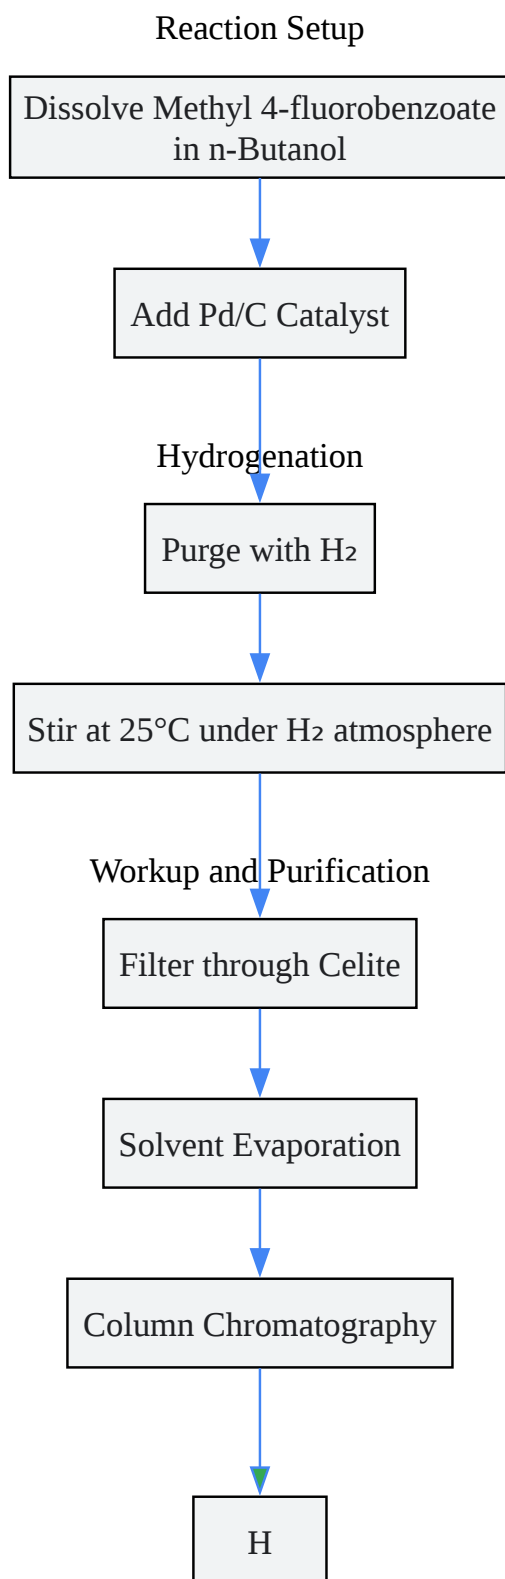 Reaction Setup
Dissolve Methyl 4-fluorobenzoate
in n-Butanol
Add Pd/C Catalyst
Hydrogenation
Purge with H₂
Stir at 25°C under H₂ atmosphere
Workup and Purification
Filter through Celite
Solvent Evaporation
Column Chromatography
H